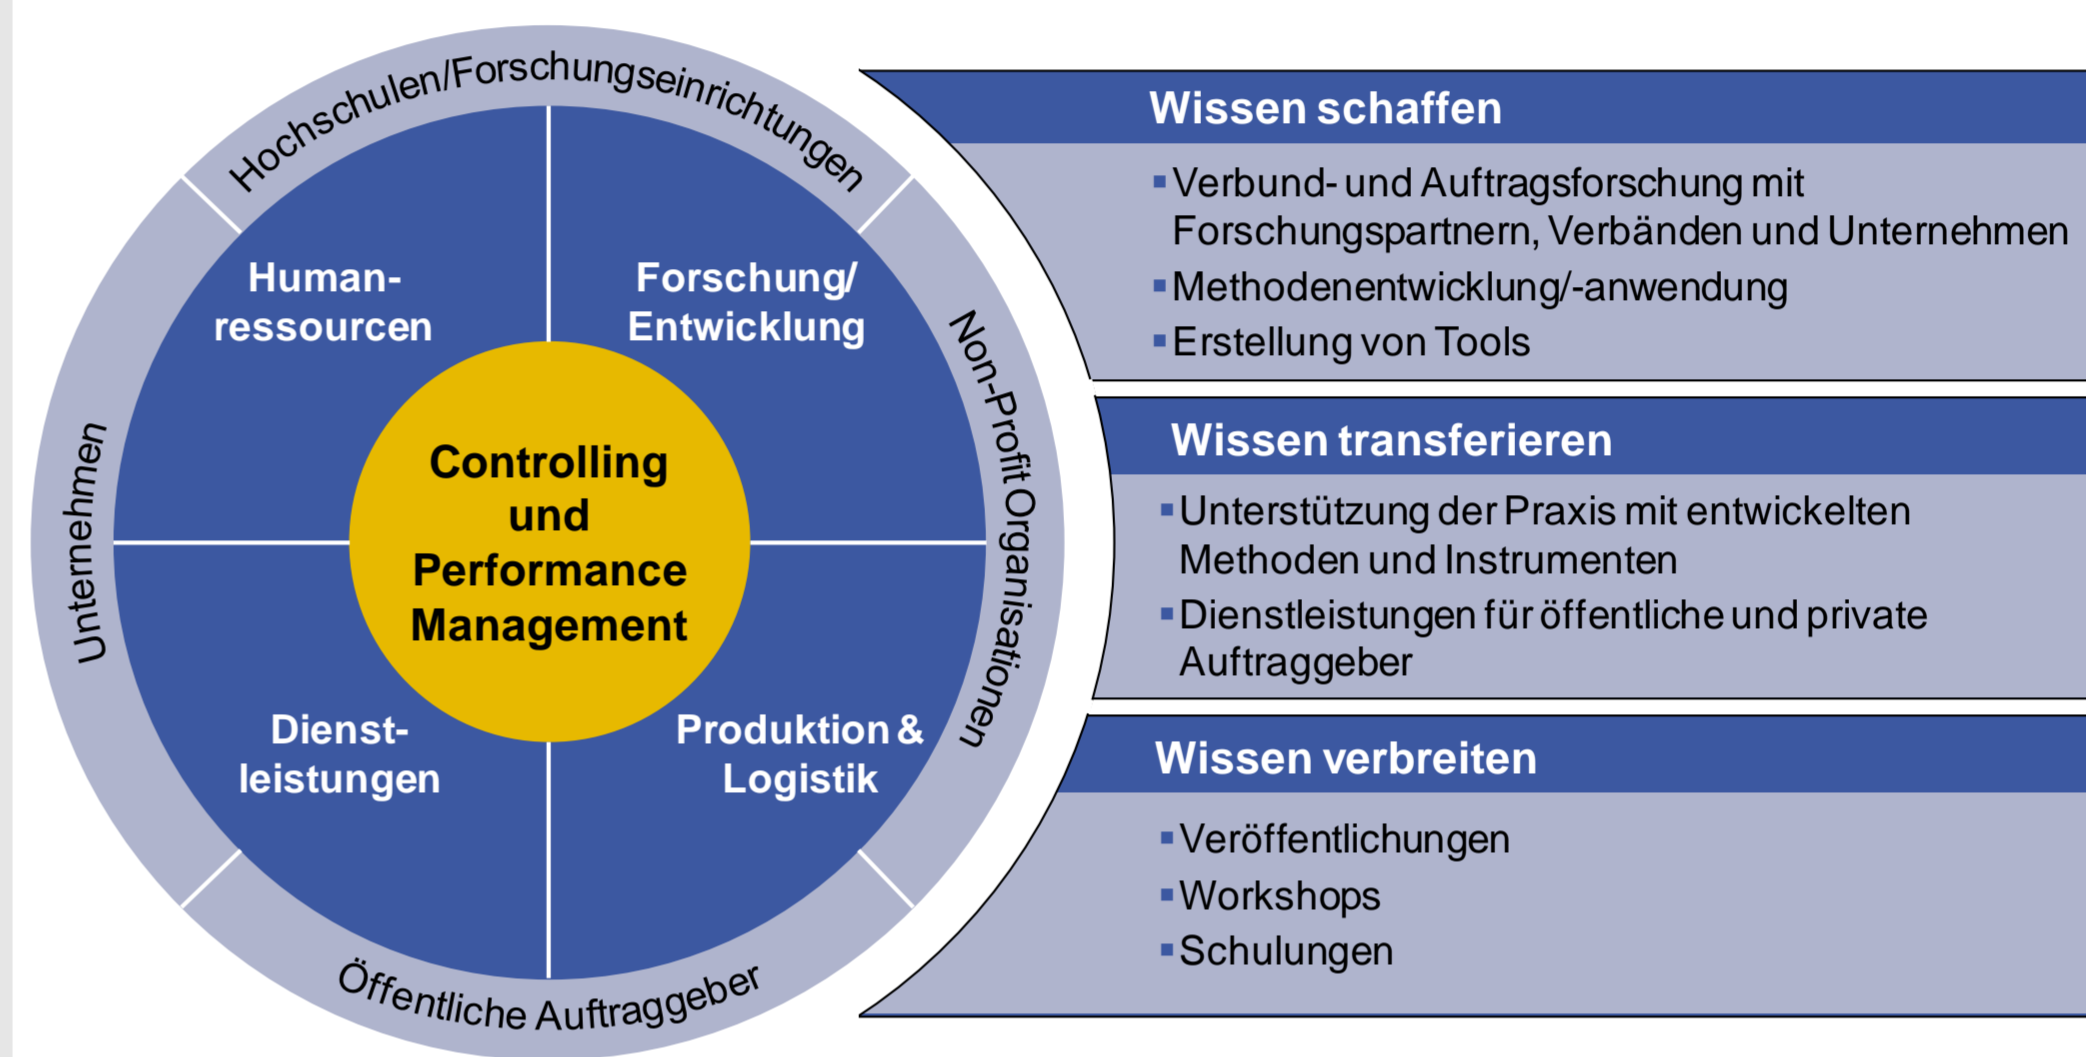 Hochschulen/Forschungseinrichtungen
Unternehmen
Non-Profit Organisationen
Öffentliche Auftraggeber
Human-
ressourcen
Forschung/
Entwicklung
Controlling
und
Performance
Management
Dienst-
leistungen
Produktion &
Logistik
Wissen schaffen
▪Verbund- und Auftragsforschung mit
Forschungspartnern, Verbänden und Unternehmen
▪Methodenentwicklung/-anwendung
▪Erstellung von Tools
Wissen transferieren
▪Unterstützung der Praxis mit entwickelten
Methoden und Instrumenten
▪Dienstleistungen für öffentliche und private
Auftraggeber
Wissen verbreiten
▪Veröffentlichungen
▪Workshops
▪Schulungen